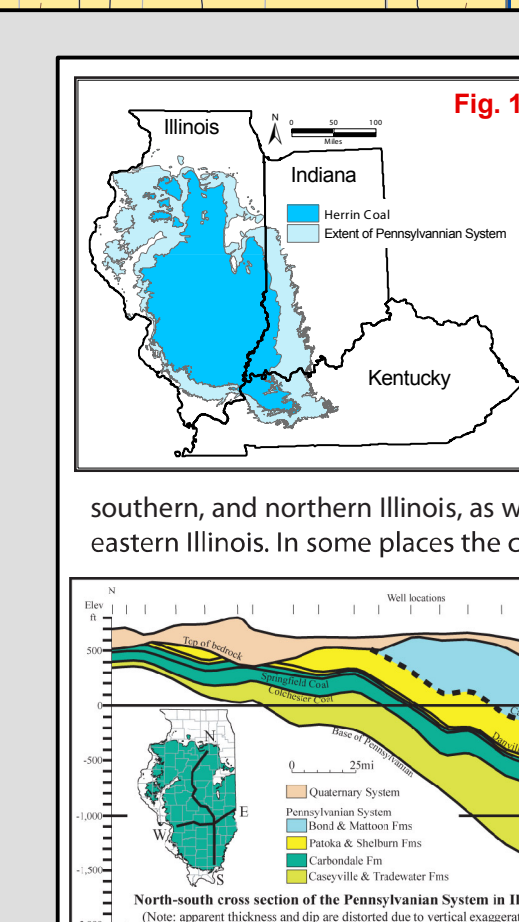 Fig. 1
Illinois
N
0 50 100
Miles
Indiana
Herrin Coal
Extent of Pennsylvannian System
Kentucky
southern, and northern Illinois, as w
eastern Illinois. In some places the c
N
Well locations
Elev
ft
500
0
-500
-1,000
-1,500
Top of bedrock
Springfield Coal
Colchester Coal
Base of Pennsylvanian
Danvill
N
E
W
S
0 25mi
Quaternary System
Pennsylvanian System
Bond & Mattoon Fms
Patoka & Shelburn Fms
Carbondale Fm
Caseyville & Tradewater Fms
North-south cross section of the Pennsylvanian System in Il
(Note: apparent thickness and dip are distorted due to vertical exaggera